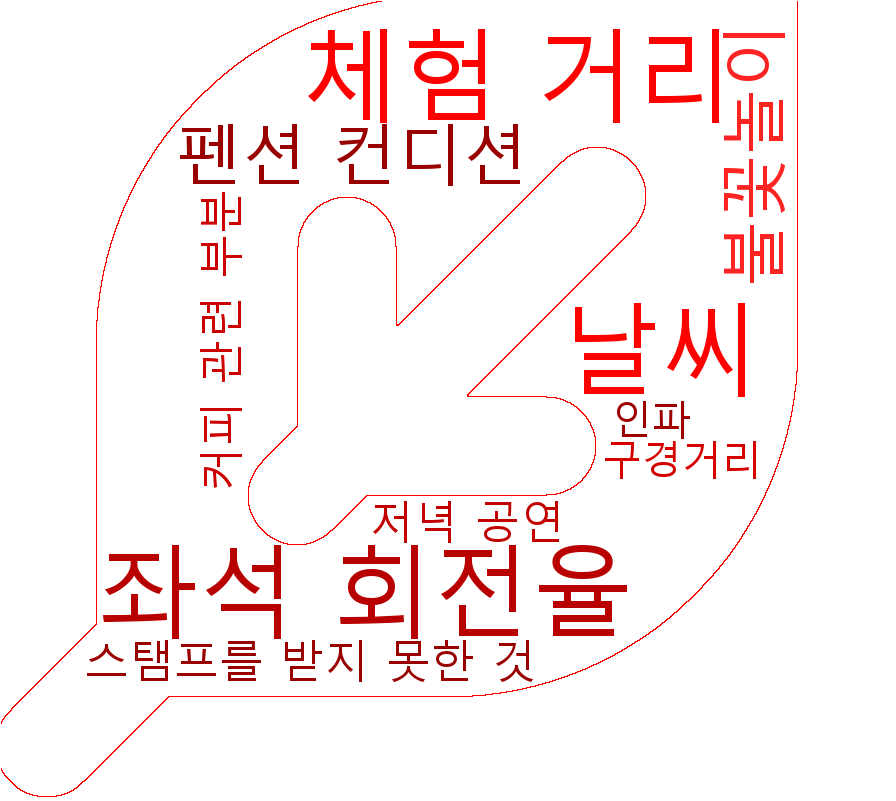 체험 거리
불꽃놀이
펜션 컨디션
커피 관련 부분
날씨
인파
구경거리
저녁 공연
좌석 회전율
스탬프를 받지 못한 것